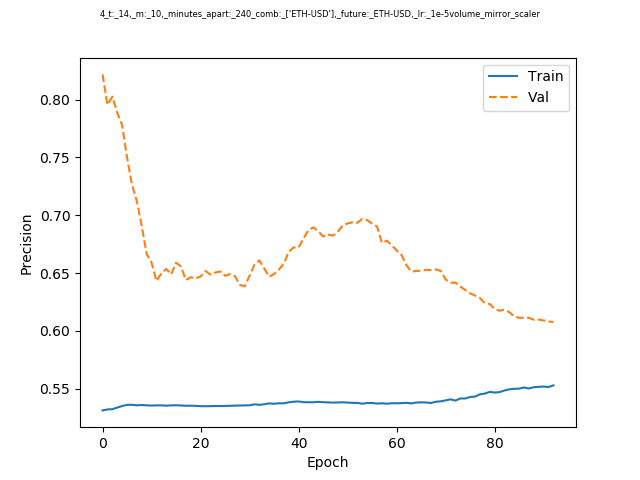 4_t:_14,_m:_10,_minutes_apart:_240_comb:_['ETH-USD'],_future:_ETH-USD,_lr:_1e-5volume_mirror_scaler
Train
Val
0.80
0.75
0.70
0.65
0.60
0.55
Precision
0 20 40 60 80
Epoch